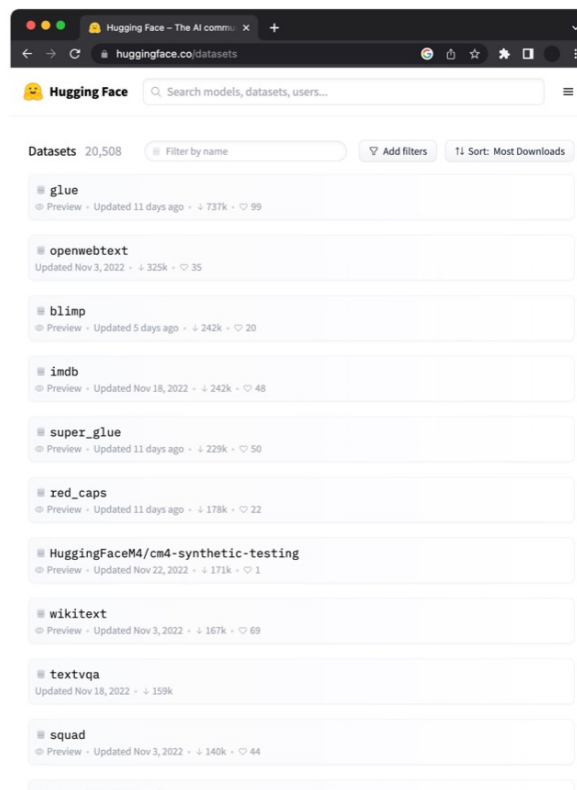 Hugging Face – The AI commu
huggingface.co/datasets
Hugging Face
Search models, datasets, users...
Datasets 20,508
Filter by name
Add filters
↑↓ Sort: Most Downloads
glue
Preview • Updated 11 days ago • ↓ 737k • ♡ 99
openwebtext
Updated Nov 3, 2022 • ↓ 325k • ♡ 35
blimp
Preview • Updated 5 days ago • ↓ 242k • ♡ 20
imdb
Preview • Updated Nov 18, 2022 • ↓ 242k • ♡ 48
super_glue
Preview • Updated 11 days ago • ↓ 229k • ♡ 50
red_caps
Preview • Updated 11 days ago • ↓ 178k • ♡ 22
HuggingFaceM4/cm4-synthetic-testing
Preview • Updated Nov 22, 2022 • ↓ 171k • ♡ 1
wikitext
Preview • Updated Nov 3, 2022 • ↓ 167k • ♡ 69
textvqa
Updated Nov 18, 2022 • ↓ 159k
squad
Preview • Updated Nov 3, 2022 • ↓ 140k • ♡ 44